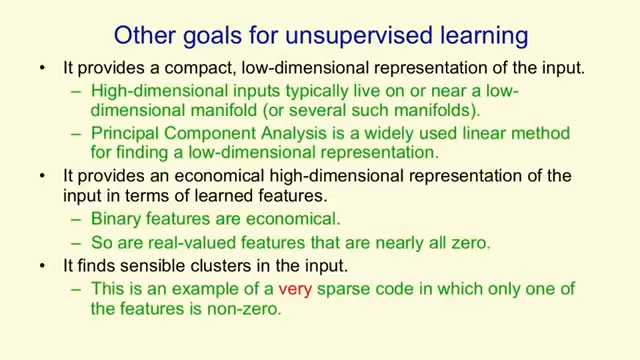 Other goals for unsupervised learning
• It provides a compact, low-dimensional representation of the input.
– High-dimensional inputs typically live on or near a low-
dimensional manifold (or several such manifolds).
– Principal Component Analysis is a widely used linear method
for finding a low-dimensional representation.
• It provides an economical high-dimensional representation of the
input in terms of learned features.
– Binary features are economical.
– So are real-valued features that are nearly all zero.
• It finds sensible clusters in the input.
– This is an example of a very sparse code in which only one of
the features is non-zero.